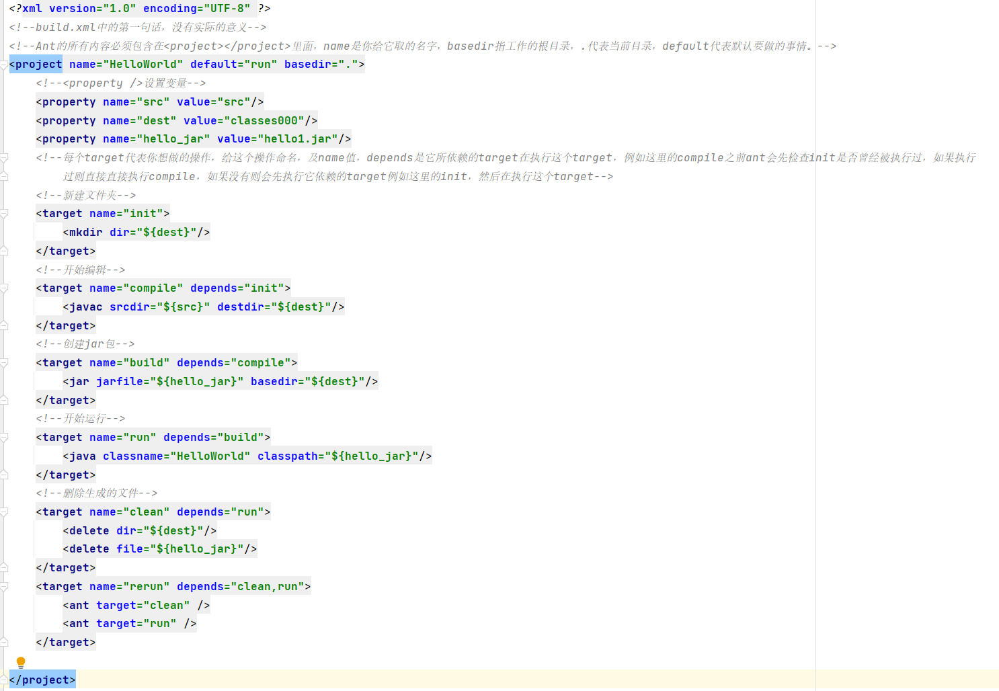 <?xml version="1.0" encoding="UTF-8" ?>
<!--build.xml中的第一句话，没有实际的意义-->
<!--Ant的所有内容必须包含在<project></project>里面，name是你给它取的名字，basedir指工作的根目录，.代表当前目录，default代表默认要做的事情。-->
<project name="HelloWorld" default="run" basedir=".">
    <!--<property />设置变量-->
    <property name="src" value="src"/>
    <property name="dest" value="classes000"/>
    <property name="hello_jar" value="hello1.jar"/>
    <!--每个target代表你想做的操作，给这个操作命名，及name值，depends是它所依赖的target在执行这个target，例如这里的compile之前ant会先检查init是否曾经被执行过，如果执行
        过则直接直接执行compile，如果没有则会先执行它依赖的target例如这里的init，然后在执行这个target-->
    <!--新建文件夹-->
    <target name="init">
        <mkdir dir="${dest}"/>
    </target>
    <!--开始编辑-->
    <target name="compile" depends="init">
        <javac srcdir="${src}" destdir="${dest}"/>
    </target>
    <!--创建jar包-->
    <target name="build" depends="compile">
        <jar jarfile="${hello_jar}" basedir="${dest}"/>
    </target>
    <!--开始运行-->
    <target name="run" depends="build">
        <java classname="HelloWorld" classpath="${hello_jar}"/>
    </target>
    <!--删除生成的文件-->
    <target name="clean" depends="run">
        <delete dir="${dest}"/>
        <delete file="${hello_jar}"/>
    </target>
    <target name="rerun" depends="clean,run">
        <ant target="clean" />
        <ant target="run" />
    </target>
</project>